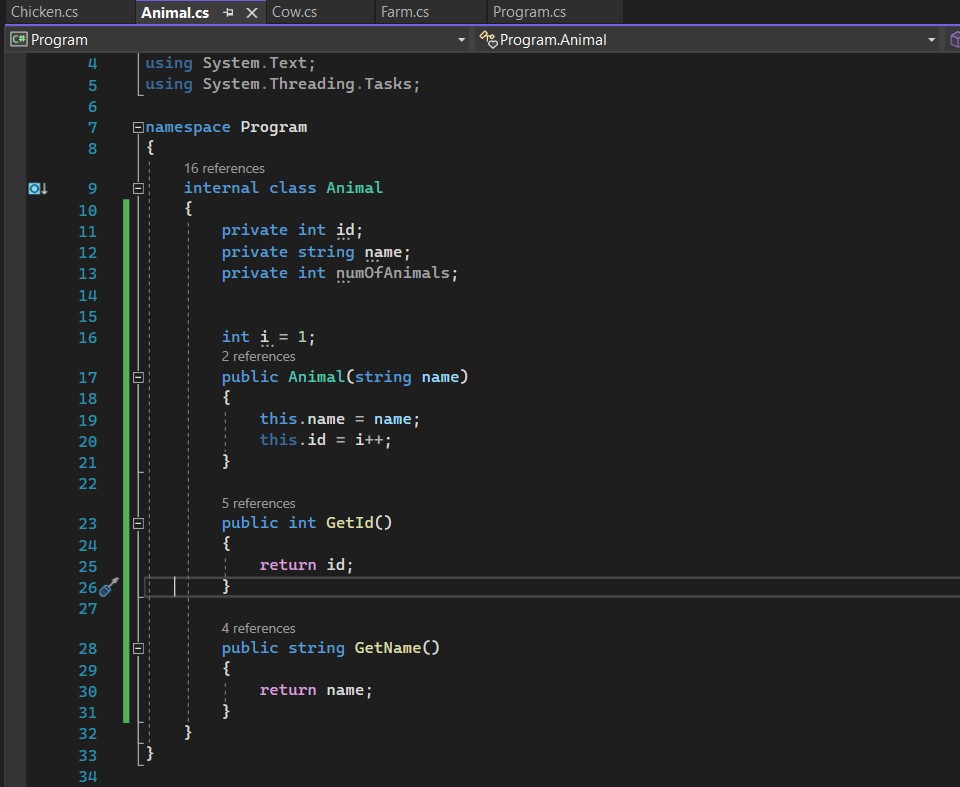 Chicken.cs Animal.cs Cow.cs Farm.cs Program.cs
C# Program Program.Animal
4 using System.Text;
5 using System.Threading.Tasks;
6
7 namespace Program
8 {
16 references
9 internal class Animal
10 {
11 private int id;
12 private string name;
13 private int numOfAnimals;
14
15
16 int i = 1;
2 references
17 public Animal(string name)
18 {
19 this.name = name;
20 this.id = i++;
21 }
22
5 references
23 public int GetId()
24 {
25 return id;
26 }
27
4 references
28 public string GetName()
29 {
30 return name;
31 }
32 }
33 }
34